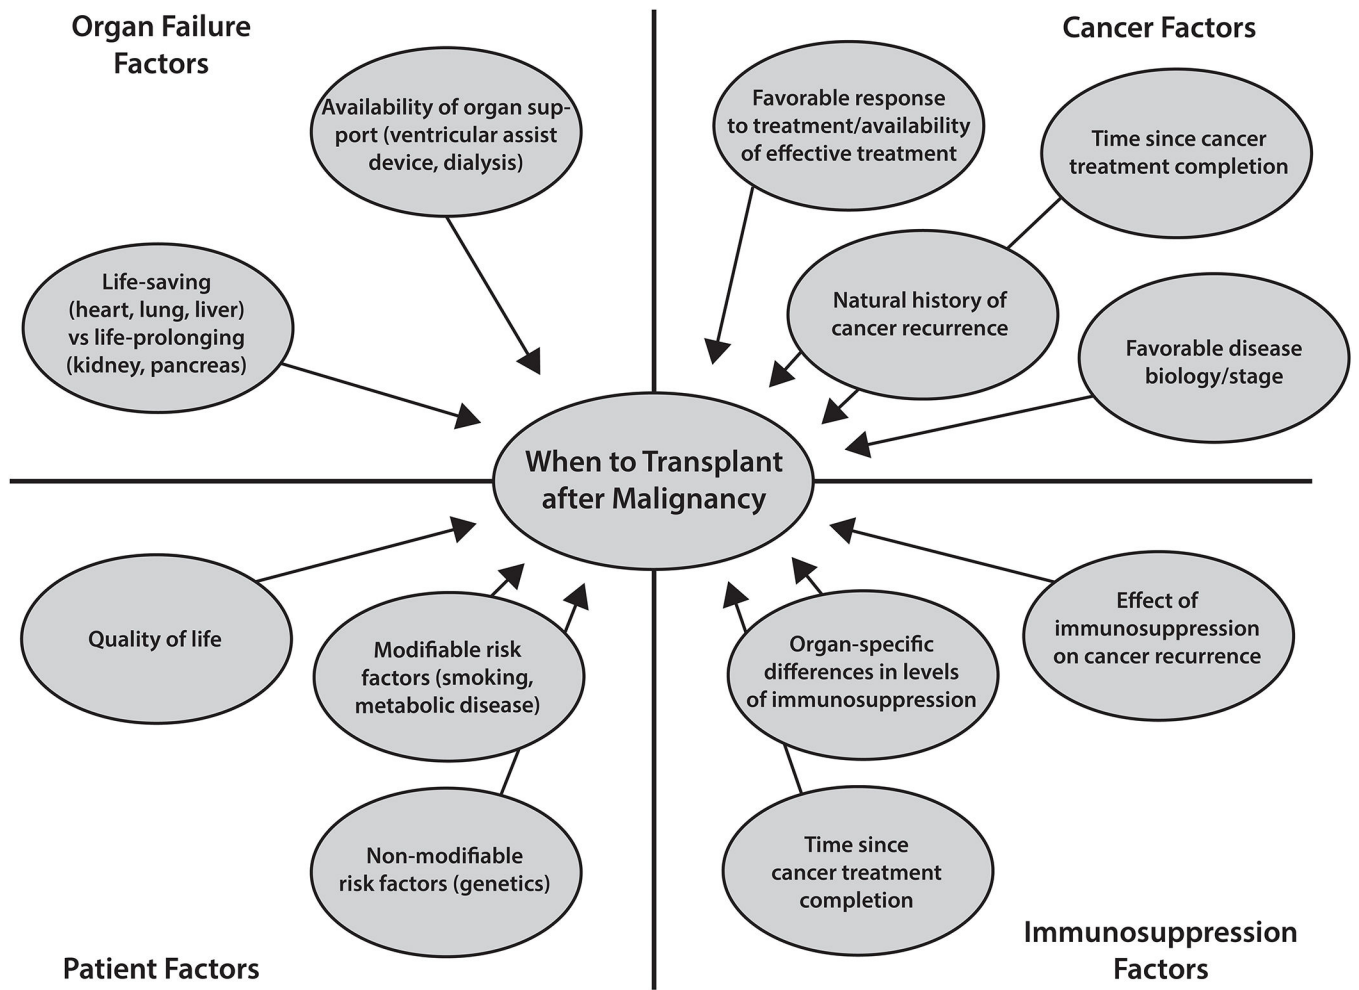 Organ Failure
Factors
Availability of organ sup-
port (ventricular assist
device, dialysis)
Life-saving
(heart, lung, liver)
vs life-prolonging
(kidney, pancreas)
Cancer Factors
Favorable response
to treatment/availability
of effective treatment
Time since cancer
treatment completion
Natural history of
cancer recurrence
Favorable disease
biology/stage
When to Transplant
after Malignancy
Quality of life
Modifiable risk
factors (smoking,
metabolic disease)
Non-modifiable
risk factors (genetics)
Patient Factors
Effect of
immunosuppression
on cancer recurrence
Organ-specific
differences in levels
of immunosuppression
Time since
cancer treatment
completion
Immunosuppression
Factors